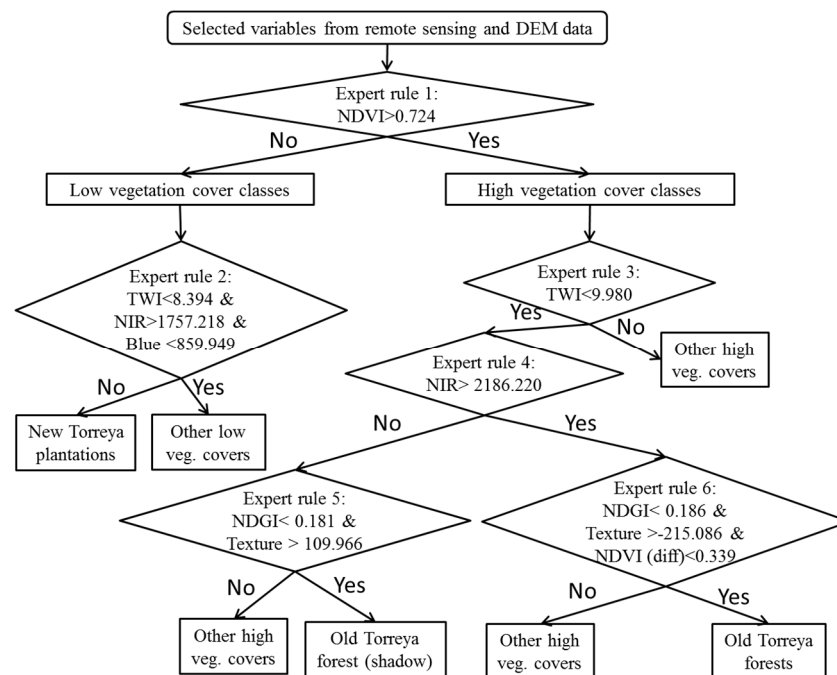 Selected variables from remote sensing and DEM data
Expert rule 1:
NDVI>0.724
No
Yes
Low vegetation cover classes
High vegetation cover classes
Expert rule 2:
TWI<8.394 &
NIR>1757.218 &
Blue <859.949
Expert rule 3:
TWI<9.980
Yes
No
Other high
veg. covers
Expert rule 4:
NIR> 2186.220
No
Yes
New Torreya
plantations
Other low
veg. covers
No
Yes
Expert rule 5:
NDGI< 0.181 &
Texture > 109.966
Expert rule 6:
NDGI< 0.186 &
Texture >-215.086 &
NDVI (diff)<0.339
No
Yes
No
Yes
Other high
veg. covers
Old Torreya
forest (shadow)
Other high
veg. covers
Old Torreya
forests